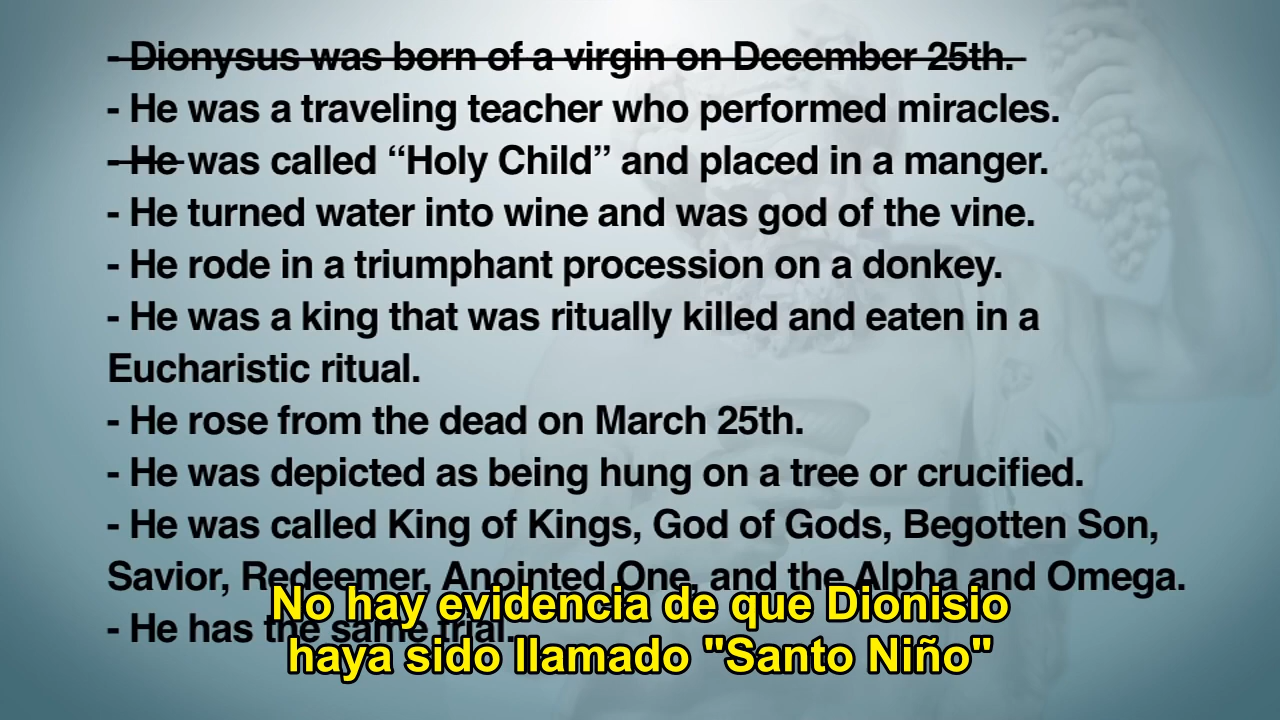 - Dionysus was born of a virgin on December 25th.
- He was a traveling teacher who performed miracles.
- He was called “Holy Child” and placed in a manger.
- He turned water into wine and was god of the vine.
- He rode in a triumphant procession on a donkey.
- He was a king that was ritually killed and eaten in a
Eucharistic ritual.
- He rose from the dead on March 25th.
- He was depicted as being hung on a tree or crucified.
- He was called King of Kings, God of Gods, Begotten Son,
Savior, Redeemer, Anointed One, and the Alpha and Omega.
- He has the same trial.
No hay evidencia de que Dionisio
haya sido llamado "Santo Niño"